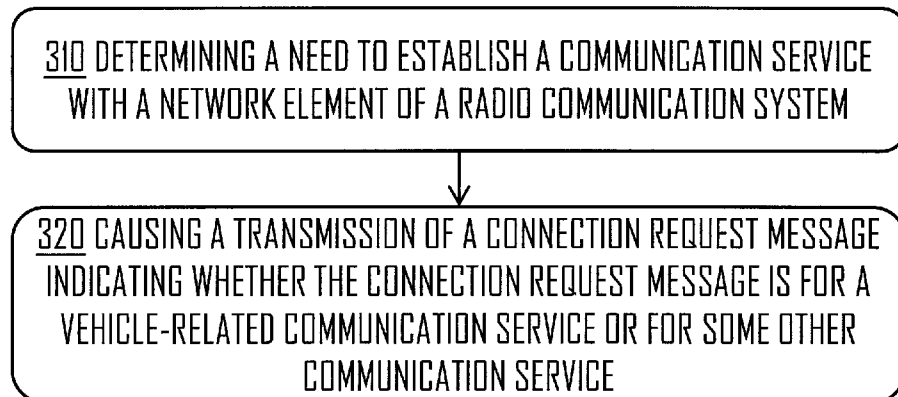 310 DETERMINING A NEED TO ESTABLISH A COMMUNICATION SERVICE
WITH A NETWORK ELEMENT OF A RADIO COMMUNICATION SYSTEM
320 CAUSING A TRANSMISSION OF A CONNECTION REQUEST MESSAGE
INDICATING WHETHER THE CONNECTION REQUEST MESSAGE IS FOR A
VEHICLE-RELATED COMMUNICATION SERVICE OR FOR SOME OTHER
COMMUNICATION SERVICE